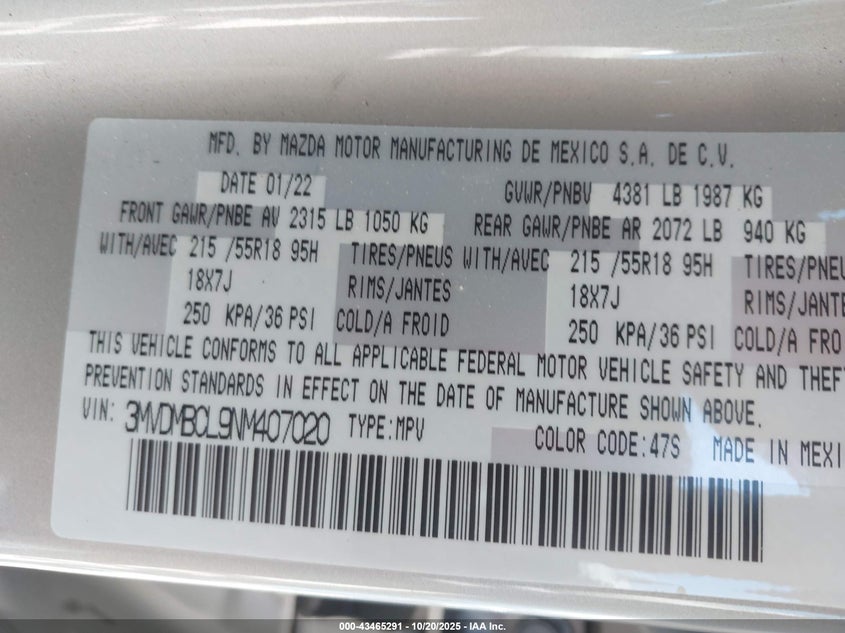 MFD. BY MAZDA MOTOR MANUFACTURING DE MEXICO S.A. DE C.V.
DATE 01/22 GVWR/PNBV 4381 LB 1987 KG
FRONT GAWR/PNBE AV 2315 LB 1050 KG REAR GAWR/PNBE AR 2072 LB 940 KG
WITH/AVEC 215 /55R18 95H TIRES/PNEUS WITH/AVEC 215 /55R18 95H TIRES/PNEU
18X7J RIMS/JANTES 18X7J RIMS/JANTE
250 KPA/36 PSI COLD/A FROID 250 KPA/36 PSI COLD/A FRO
THIS VEHICLE CONFORMS TO ALL APPLICABLE FEDERAL MOTOR VEHICLE SAFETY AND THEFT
PREVENTION STANDARDS IN EFFECT ON THE DATE OF MANUFACTURE SHOWN ABOVE.
VIN: 3MVDMBCL9NM407020 TYPE:MPV COLOR CODE:47S MADE IN MEXI
000-43465291 | 10/20/2025 | IAA Inc.